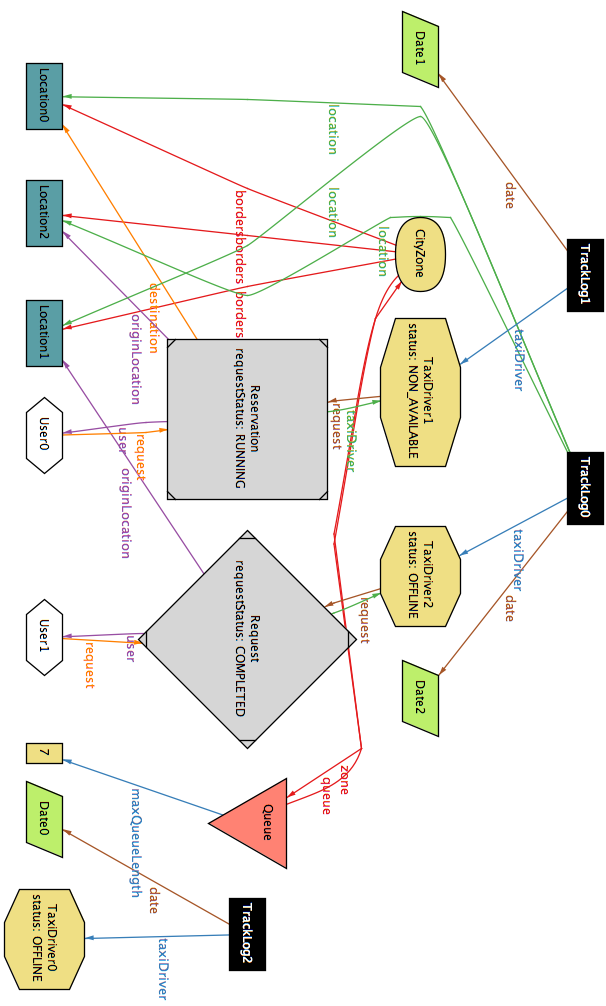 TrackLog1
TrackLog0
date
taxiDriver
taxiDriver
date
Date1
CityZone
TaxiDriver1
status: NON_AVAILABLE
TaxiDriver2
status: OFFLINE
Date2
location
location
location
taxiDriver
request
request
zone
queue
Reservation
requestStatus: RUNNING
Request
requestStatus: COMPLETED
Queue
TrackLog2
borders
borders
borders
destination
originLocation
request
user
originLocation
user
request
maxQueueLength
date
taxiDriver
Location0
Location2
Location1
User0
User1
7
Date0
TaxiDriver0
status: OFFLINE